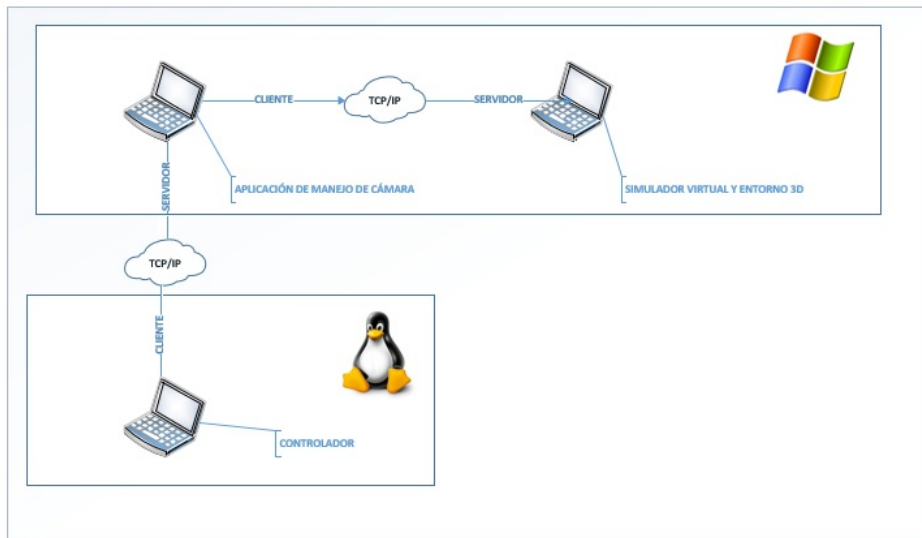 CLIENTE
TCP/IP
SERVIDOR
APLICACIÓN DE MANEJO DE CÁMARA
SIMULADOR VIRTUAL Y ENTORNO 3D
SERVIDOR
TCP/IP
CLIENTE
CONTROLADOR